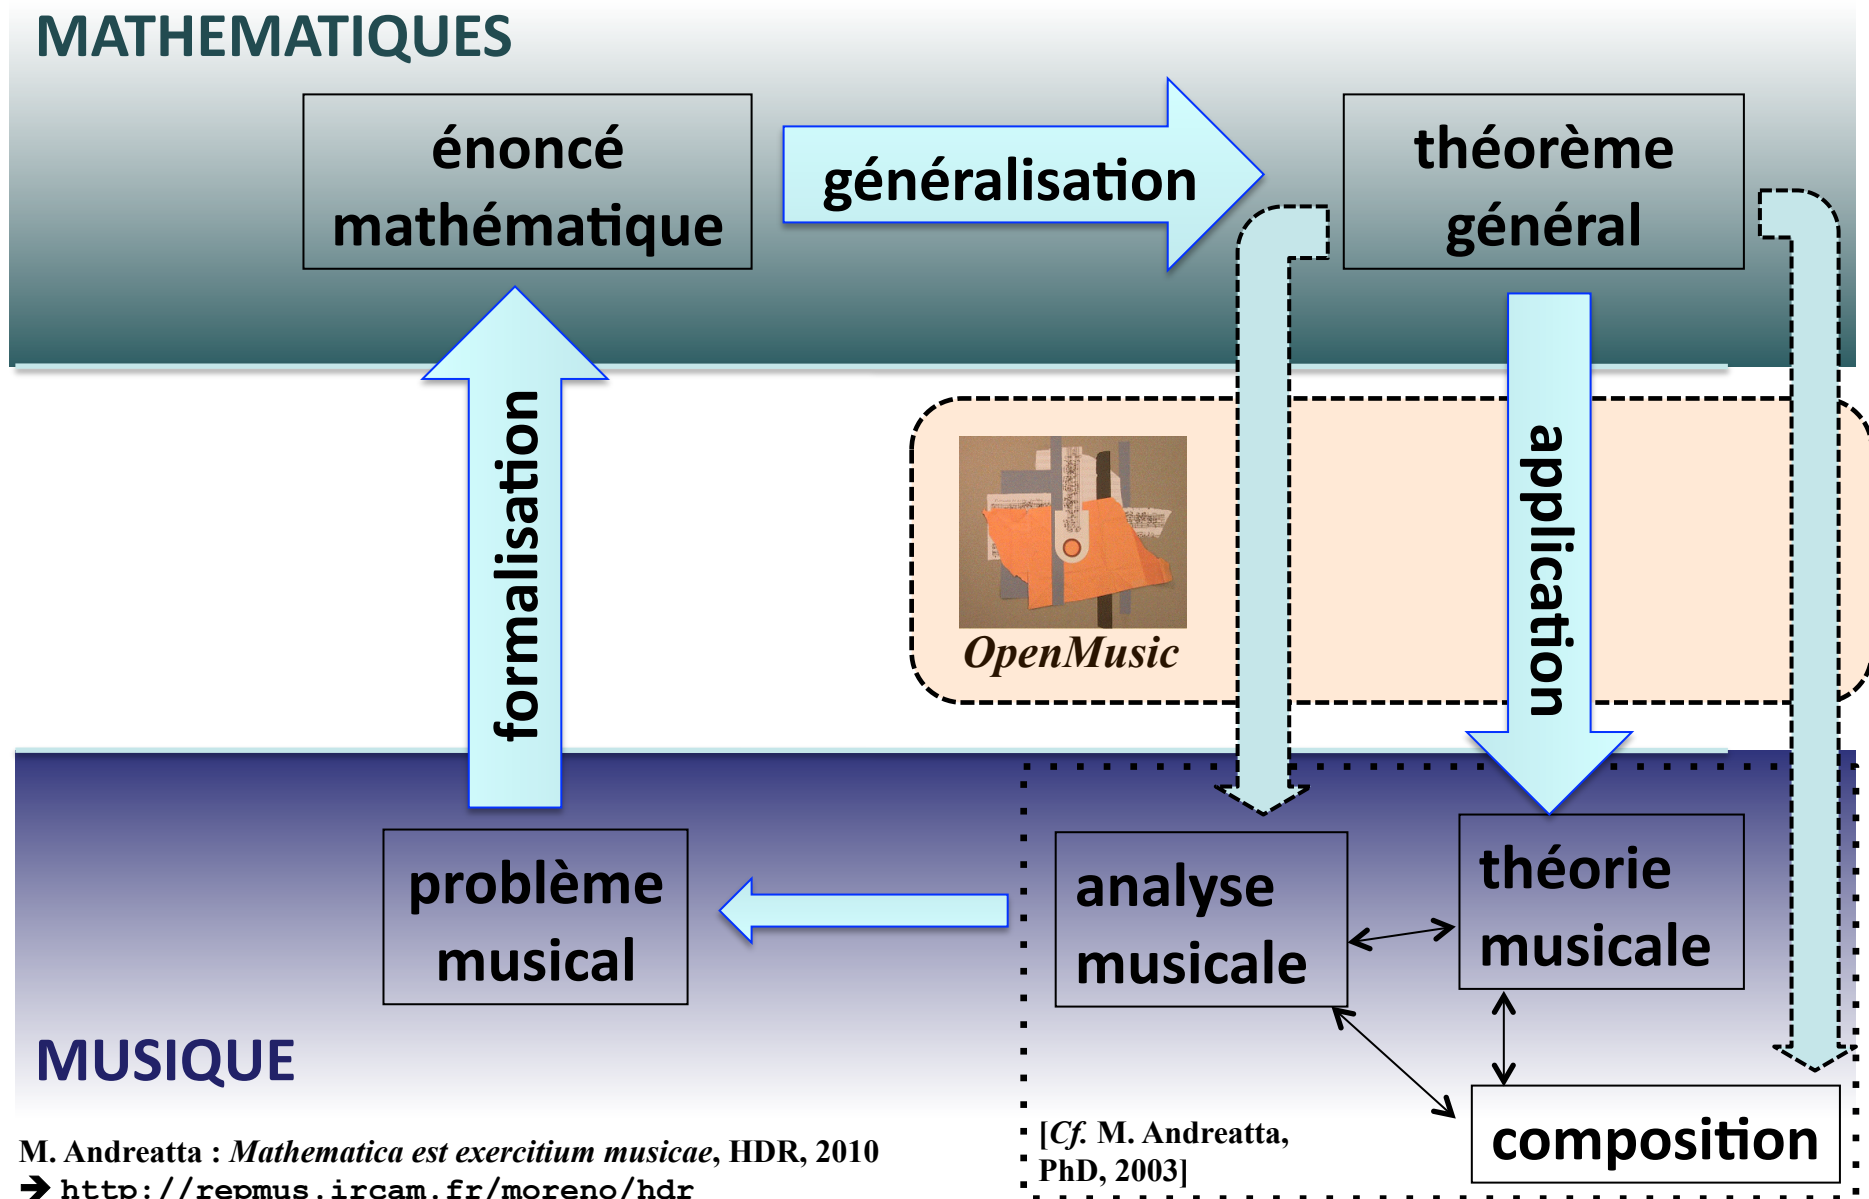 MATHEMATIQUES
énoncé
mathématique
généralisation
théorème
général
formalisation
OpenMusic
application
problème
musical
analyse
musicale
théorie
musicale
composition
MUSIQUE
[Cf. M. Andreatta,
PhD, 2003]
M. Andreatta : Mathematica est exercitium musicae, HDR, 2010
➔ http://repmus.ircam.fr/moreno/hdr